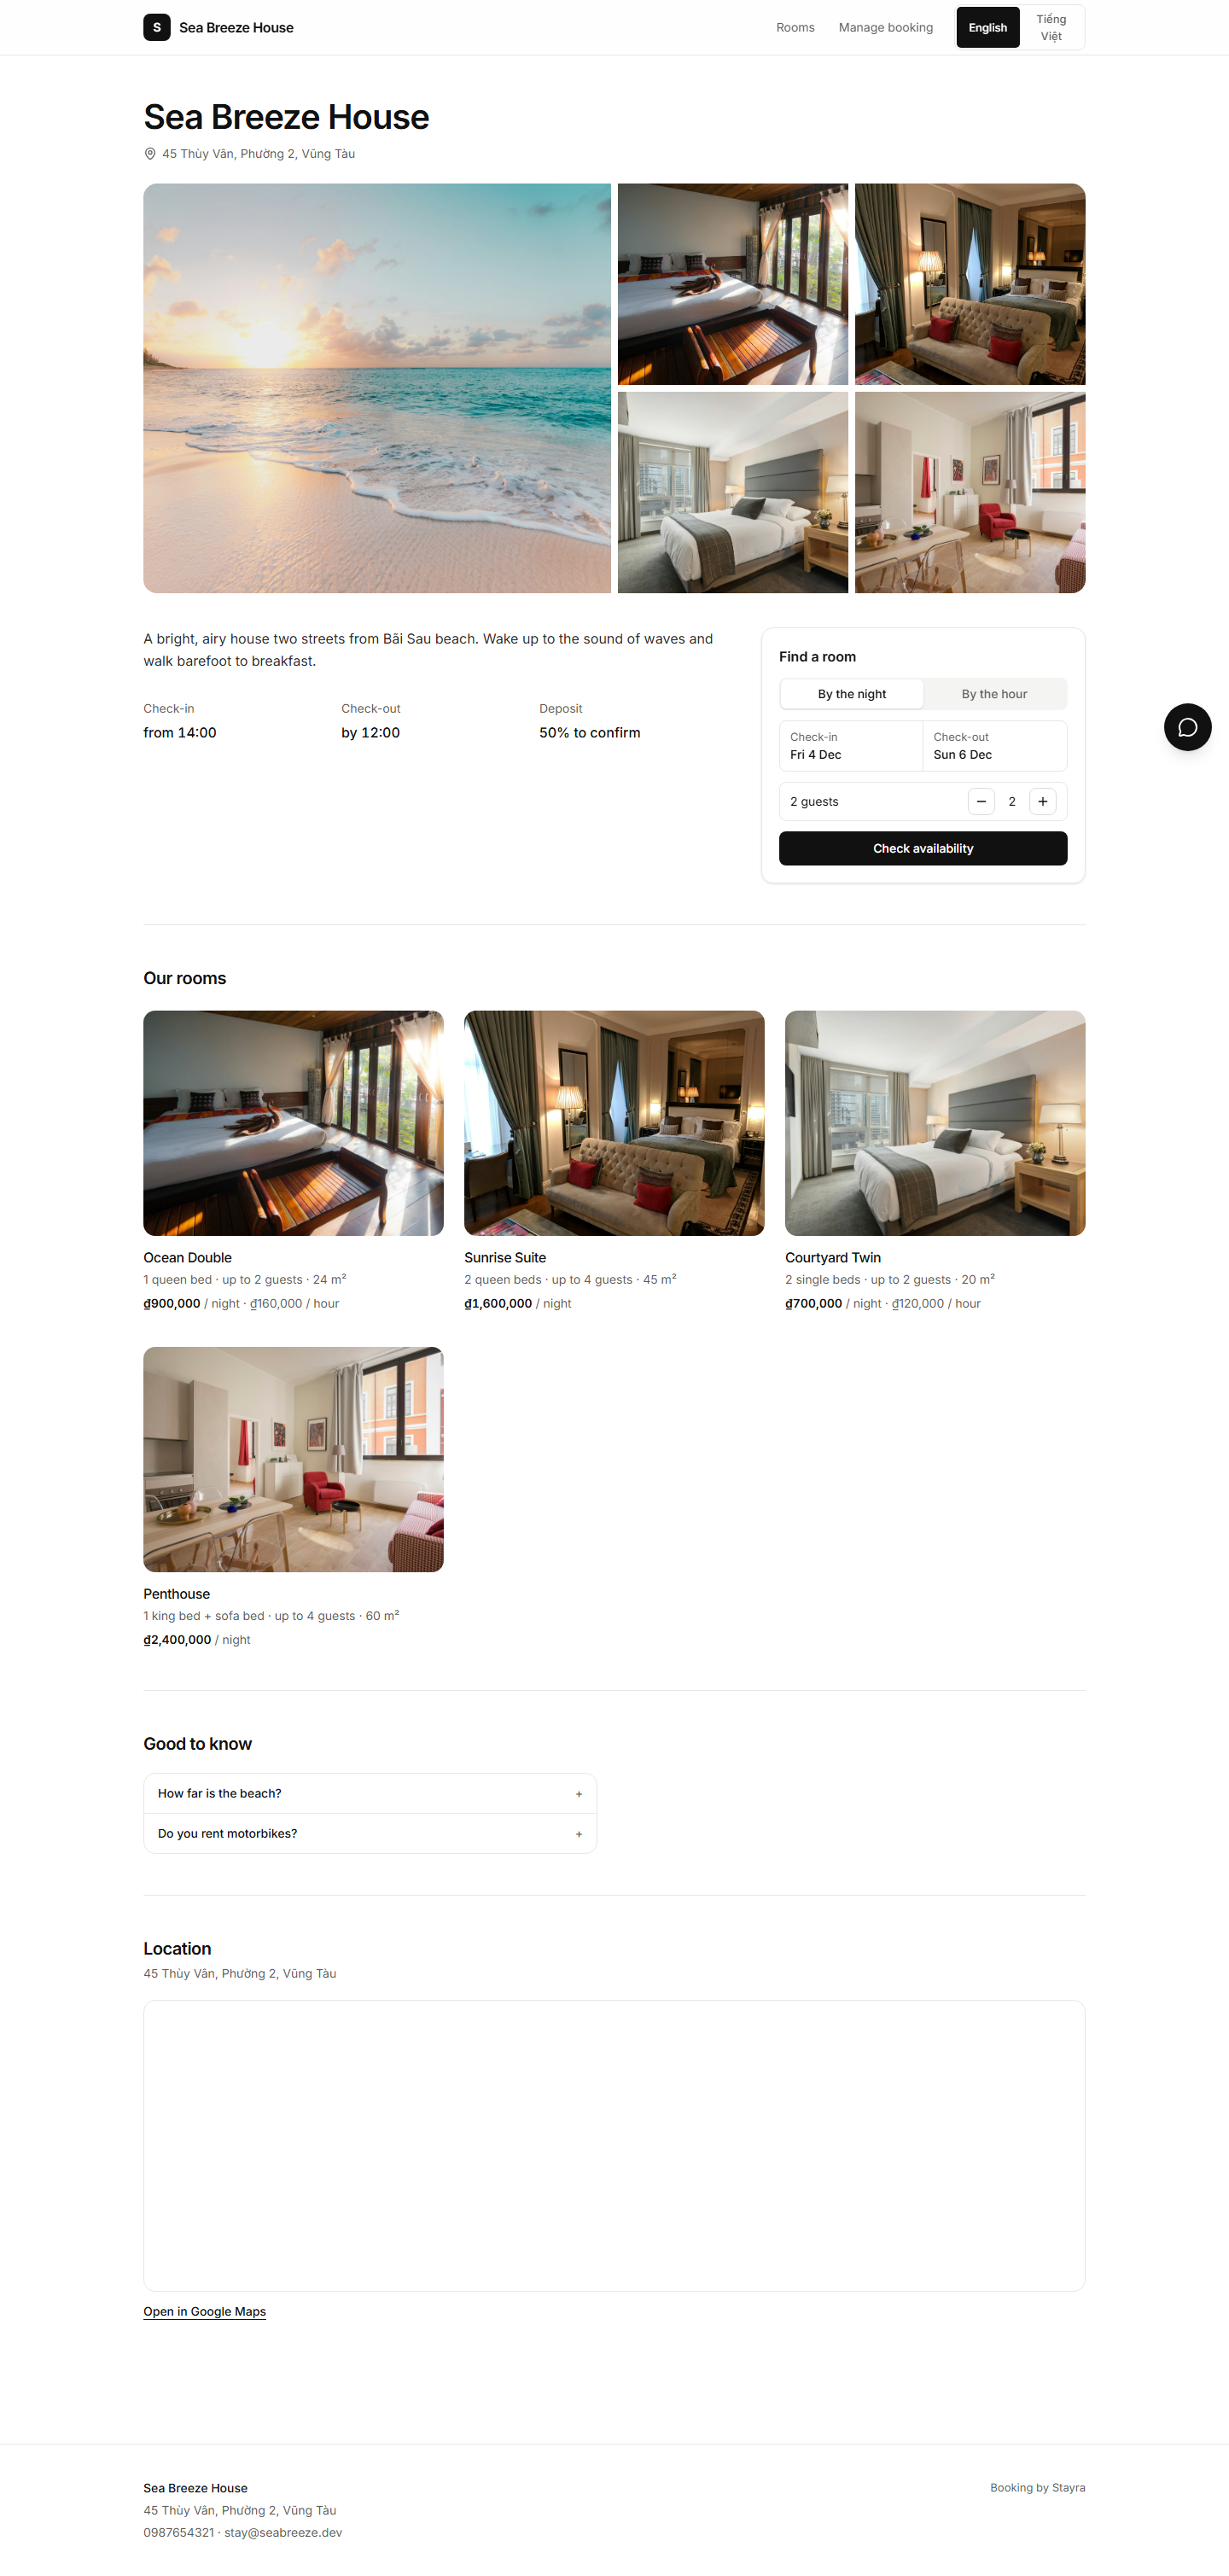 S
Sea Breeze House
Rooms
Manage booking
English
Tiếng
Việt
Sea Breeze House
45 Thùy Vân, Phường 2, Vũng Tàu
A bright, airy house two streets from Bãi Sau beach. Wake up to the sound of waves and
walk barefoot to breakfast.
Check-in
from 14:00
Check-out
by 12:00
Deposit
50% to confirm
Find a room
By the night
By the hour
Check-in
Fri 4 Dec
Check-out
Sun 6 Dec
2 guests
2
Check availability
Our rooms
Ocean Double
1 queen bed · up to 2 guests · 24 m²
₫900,000 / night · ₫160,000 / hour
Sunrise Suite
2 queen beds · up to 4 guests · 45 m²
₫1,600,000 / night
Courtyard Twin
2 single beds · up to 2 guests · 20 m²
₫700,000 / night · ₫120,000 / hour
Penthouse
1 king bed + sofa bed · up to 4 guests · 60 m²
₫2,400,000 / night
Good to know
How far is the beach? +
Do you rent motorbikes? +
Location
45 Thùy Vân, Phường 2, Vũng Tàu
Open in Google Maps
Sea Breeze House
45 Thùy Vân, Phường 2, Vũng Tàu
0987654321 · stay@seabreeze.dev
Booking by Stayra